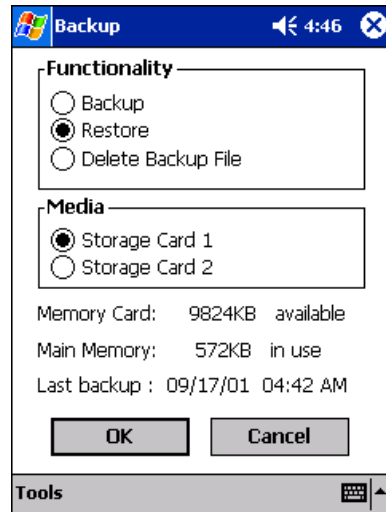 Backup 4:46
Functionality
Backup
Restore
Delete Backup File
Media
Storage Card 1
Storage Card 2
Memory Card: 9824KB available
Main Memory: 572KB in use
Last backup : 09/17/01 04:42 AM
OK Cancel
Tools